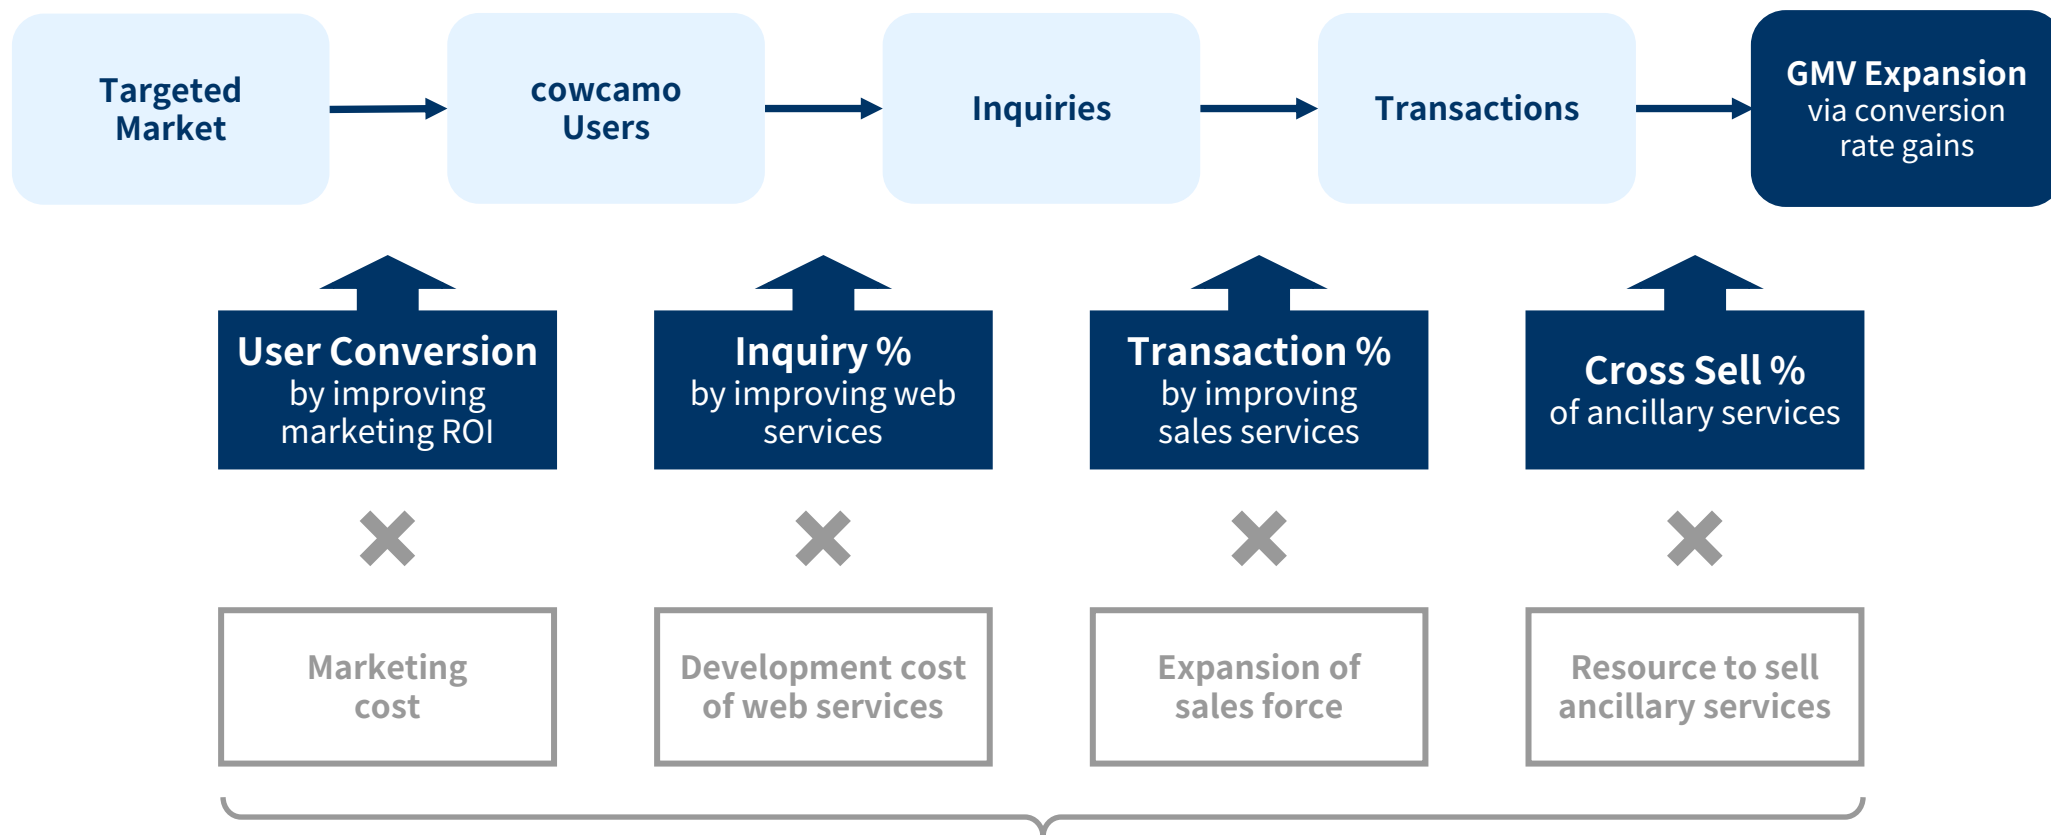 Targeted
Market
cowcamo
Users
Inquiries
Transactions
GMV Expansion
via conversion
rate gains
User Conversion
by improving
marketing ROI
Inquiry %
by improving web
services
Transaction %
by improving
sales services
Cross Sell %
of ancillary services
Marketing
cost
Development cost
of web services
Expansion of
sales force
Resource to sell
ancillary services